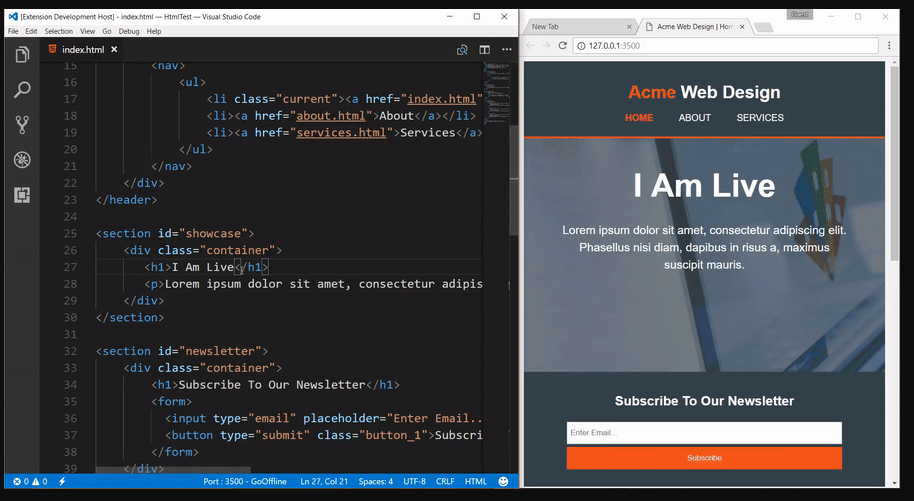 [Extension Development Host] - index.html — HtmlTest — Visual Studio Code
File Edit Selection View Go Debug Help
index.html
15 <nav>
16 <ul>
17 <li class="current"><a href="index.html"
18 <li><a href="about.html">About</a></li>
19 <li><a href="services.html">Services</a>
20 </ul>
21 </nav>
22 </div>
23 </header>
24
25 <section id="showcase">
26 <div class="container">
27 <h1>I Am Live</h1>
28 <p>Lorem ipsum dolor sit amet, consectetur adipis
29 </div>
30 </section>
31
32 <section id="newsletter">
33 <div class="container">
34 <h1>Subscribe To Our Newsletter</h1>
35 <form>
36 <input type="email" placeholder="Enter Email..
37 <button type="submit" class="button_1">Subscri
38 </form>
39 </div>
0 0 Port : 3500 - GoOffline Ln 27, Col 21 Spaces: 4 UTF-8 CRLF HTML
Guest
New Tab
Acme Web Design | Hom
127.0.0.1:3500
Acme Web Design
HOME ABOUT SERVICES
I Am Live
Lorem ipsum dolor sit amet, consectetur adipiscing elit.
Phasellus nisi diam, dapibus in risus a, maximus
suscipit mauris.
Subscribe To Our Newsletter
Enter Email...
Subscribe